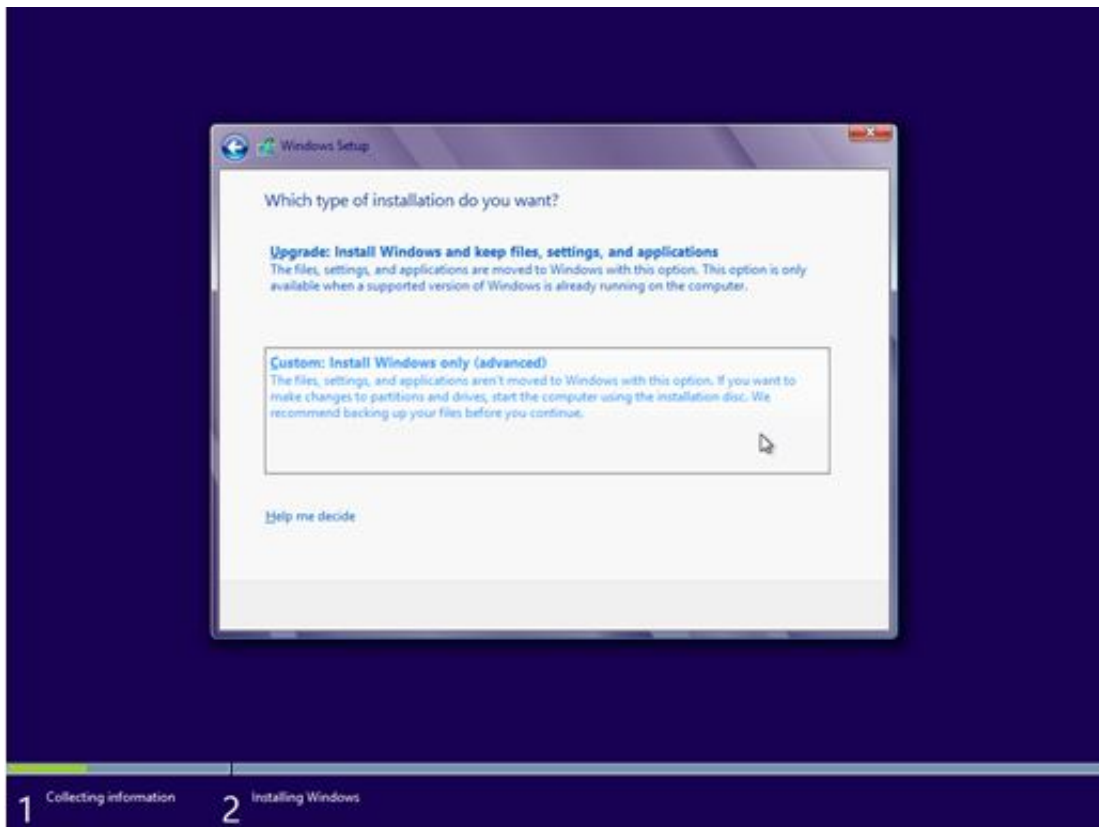 Windows Setup
Which type of installation do you want?
Upgrade: Install Windows and keep files, settings, and applications
The files, settings, and applications are moved to Windows with this option. This option is only
available when a supported version of Windows is already running on the computer.
Custom: Install Windows only (advanced)
The files, settings, and applications aren't moved to Windows with this option. If you want to
make changes to partitions and drives, start the computer using the installation disc. We
recommend backing up your files before you continue.
Help me decide
1 Collecting information
2 Installing Windows